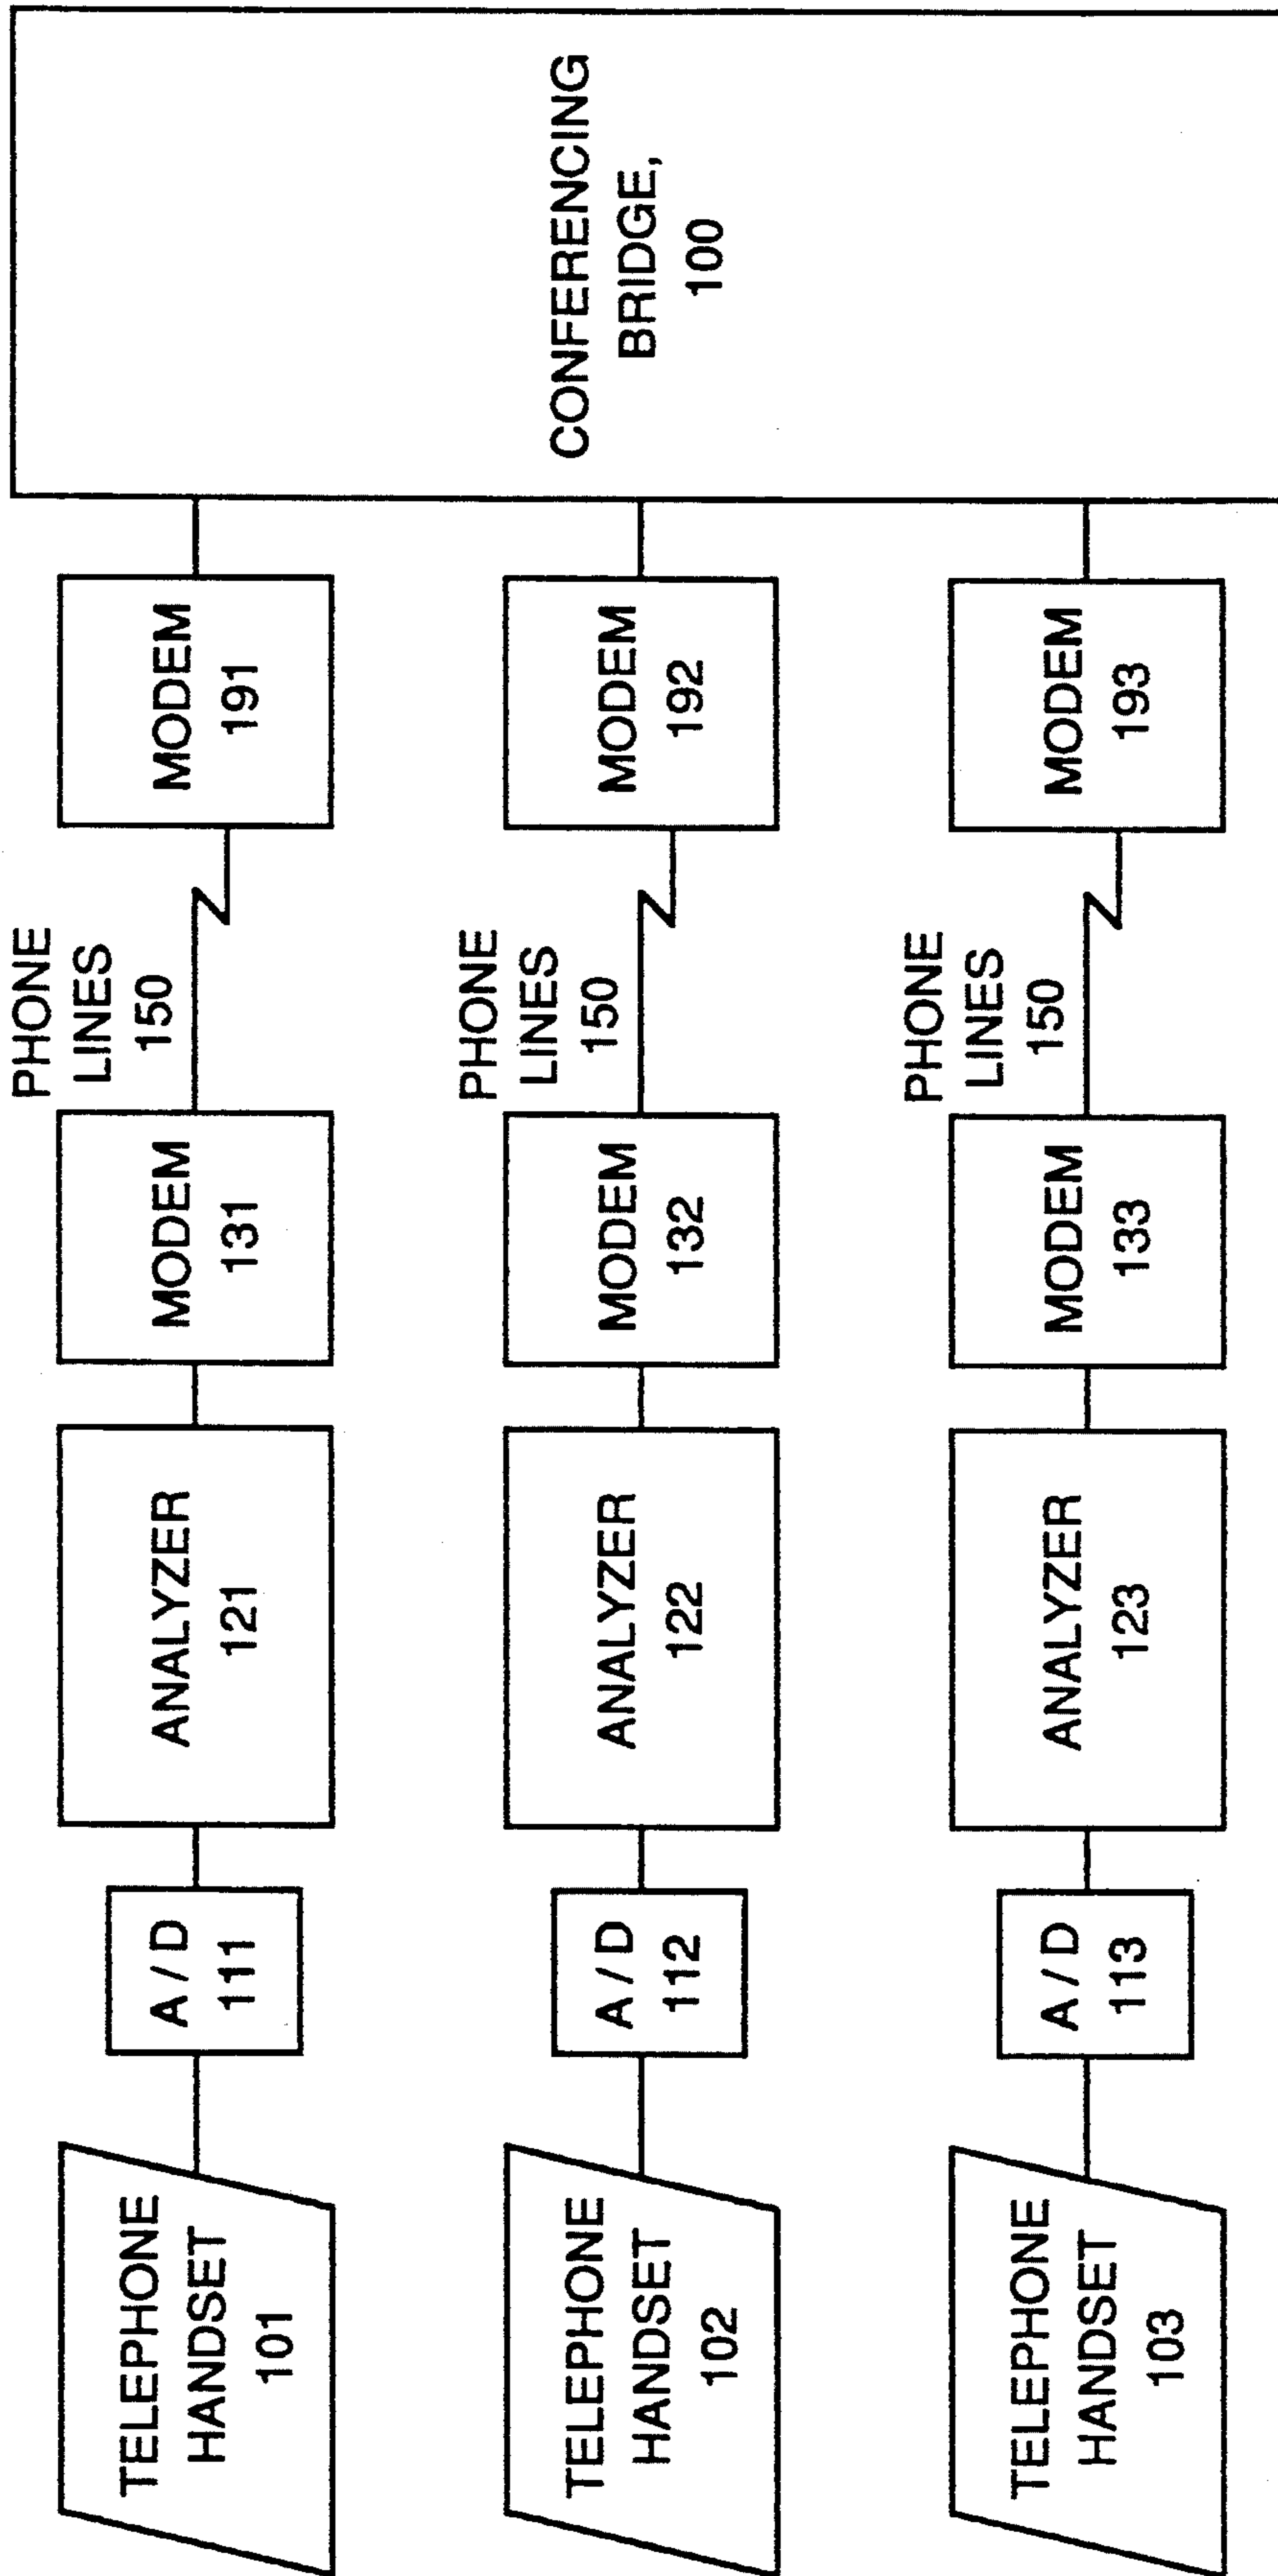 TELEPHONE
HANDSET
101
A / D
111
ANALYZER
121
MODEM
131
PHONE
LINES
150
MODEM
191
TELEPHONE
HANDSET
102
A / D
112
ANALYZER
122
MODEM
132
PHONE
LINES
150
MODEM
192
TELEPHONE
HANDSET
103
A / D
113
ANALYZER
123
MODEM
133
PHONE
LINES
150
MODEM
193
CONFERENCING
BRIDGE,
100